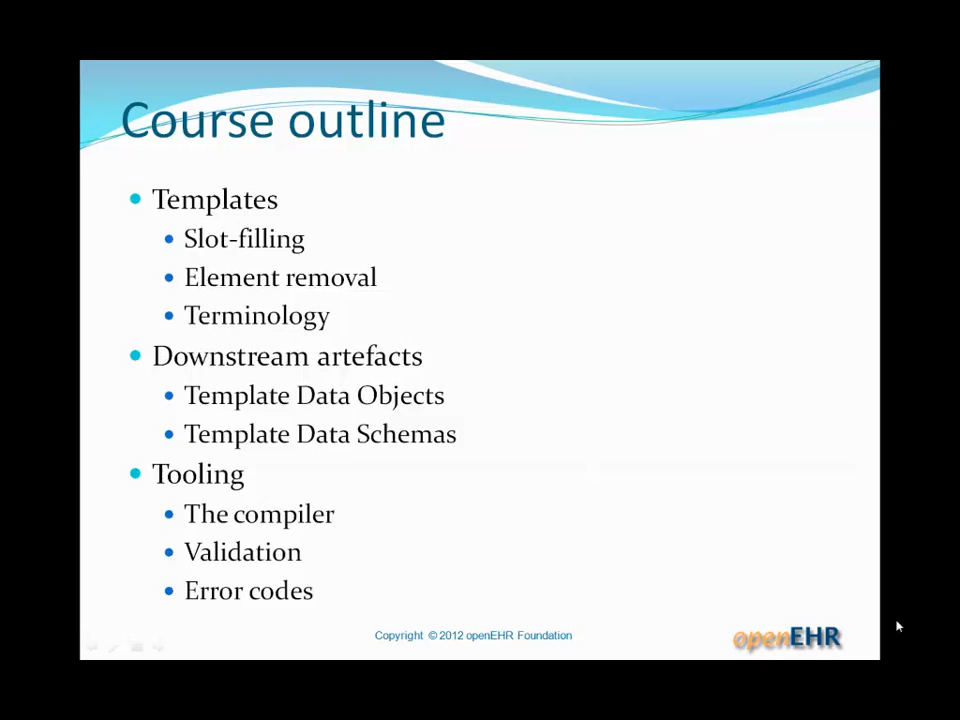 Course outline
Templates
Slot-filling
Element removal
Terminology
Downstream artefacts
Template Data Objects
Template Data Schemas
Tooling
The compiler
Validation
Error codes
Copyright © 2012 openEHR Foundation
openEHR